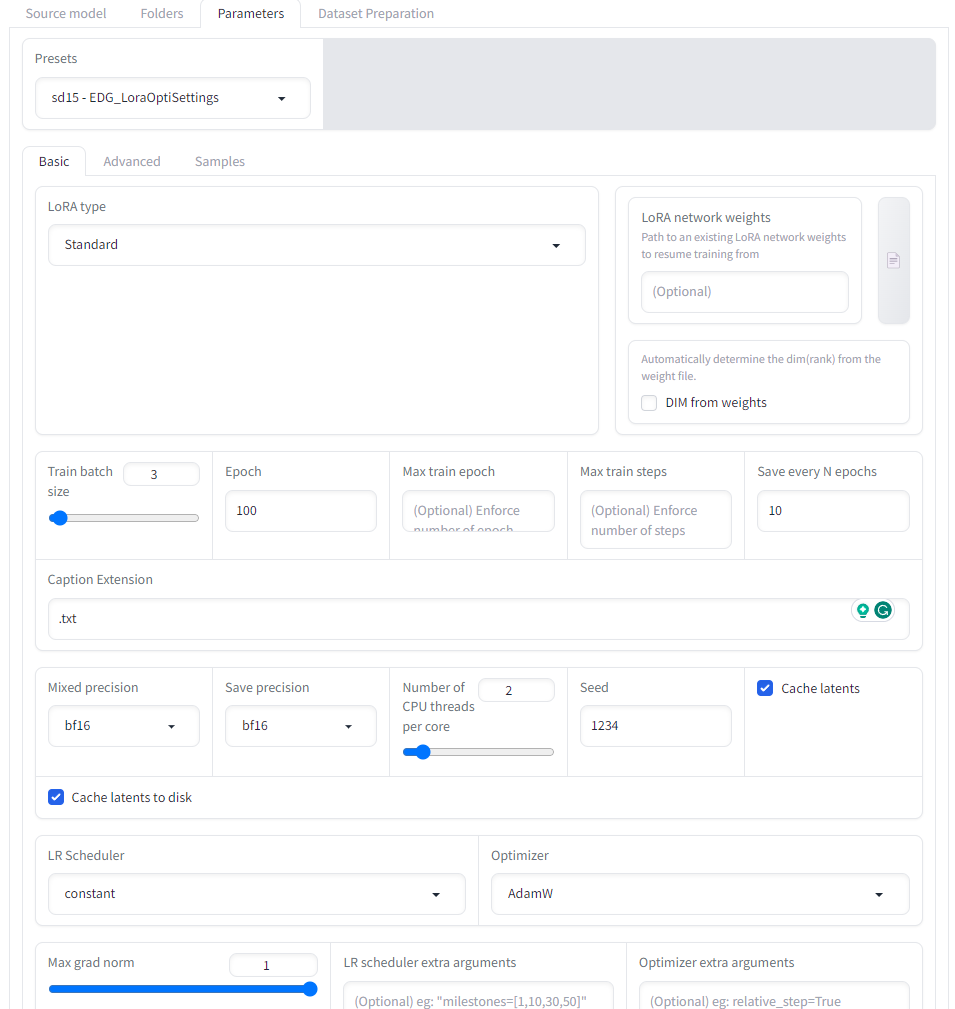 Source model
Folders
Parameters
Dataset Preparation
Presets
sd15 - EDG_LoraOptiSettings
Basic
Advanced
Samples
LoRA type
Standard
LoRA network weights
Path to an existing LoRA network weights
to resume training from
(Optional)
Automatically determine the dim(rank) from the
weight file.
DIM from weights
Train batch
size
3
Epoch
100
Max train epoch
(Optional) Enforce
number of epoch
Max train steps
(Optional) Enforce
number of steps
Save every N epochs
10
Caption Extension
.txt
Mixed precision
bf16
Save precision
bf16
Number of
CPU threads
per core
2
Seed
1234
Cache latents
Cache latents to disk
LR Scheduler
constant
Optimizer
AdamW
Max grad norm
1
LR scheduler extra arguments
(Optional) eg: "milestones=[1,10,30,50]"
Optimizer extra arguments
(Optional) eg: relative_step=True